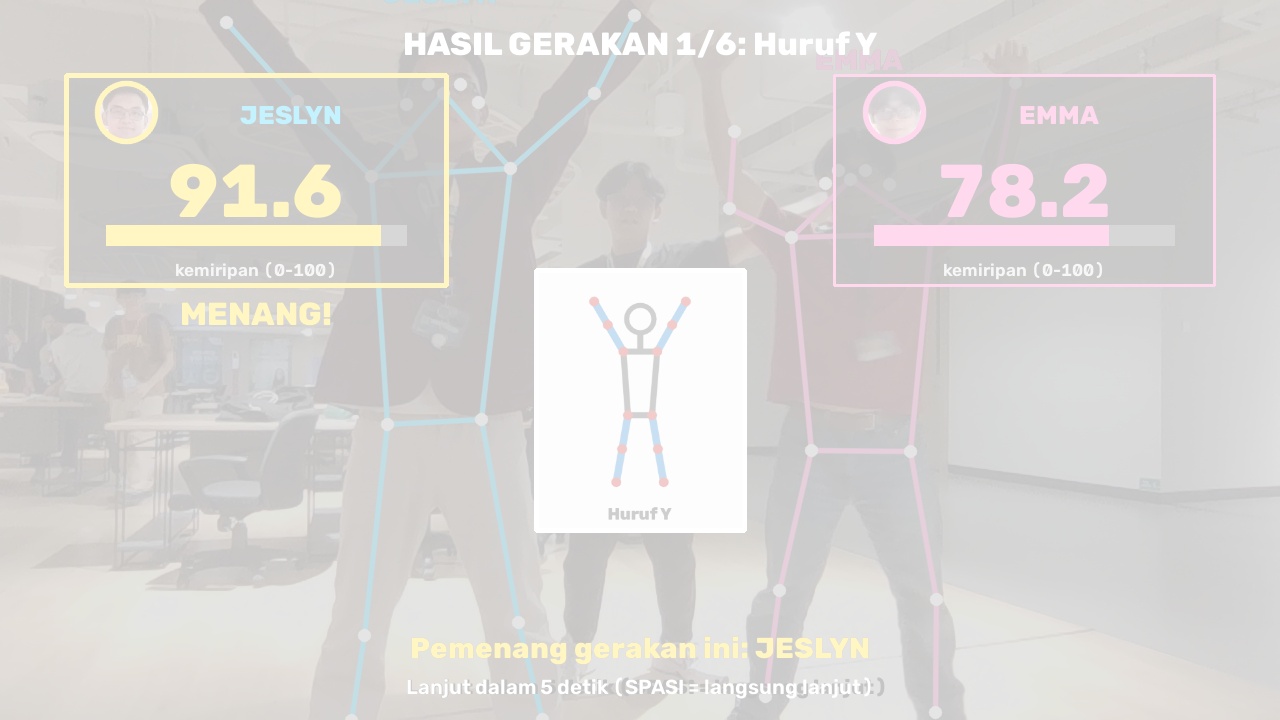 HASIL GERAKAN 1/6: Huruf Y
JESLYN
91.6
kemiripan (0-100)
MENANG!
EMMA
EMMA
78.2
kemiripan (0-100)
Huruf Y
Pemenang gerakan ini: JESLYN
Lanjut dalam 5 detik (SPASI = langsung lanjut)